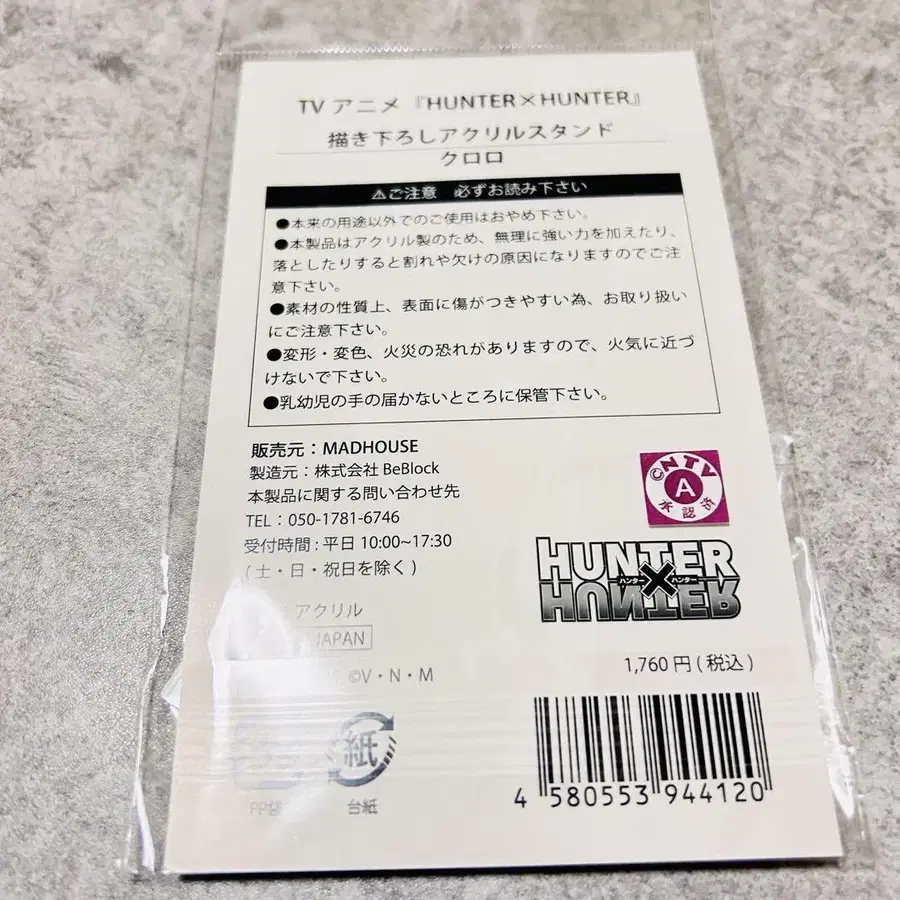 TV アニメ『HUNTER×HUNTER』
描き下ろしアクリルスタンド
クロロ
⚠ご注意 必ずお読み下さい
●本来の用途以外でのご使用はおやめ下さい。
●本製品はアクリル製のため、無理に強い力を加えたり、
落としたりすると割れや欠けの原因になりますのでご注
意下さい。
●素材の性質上、表面に傷がつきやすい為、お取り扱い
にご注意下さい。
●変形・変色、火災の恐れがありますので、火気に近づ
けないで下さい。
●乳幼児の手の届かないところに保管下さい。
販売元：MADHOUSE
製造元：株式会社 BeBlock
本製品に関する問い合わせ先
TEL：050-1781-6746
受付時間 : 平日 10:00~17:30
( 土・日・祝日を除く )
アクリル
JAPAN
©V・N・M
CNTV
A
承認済
HUNTER
ハンター×ハンター
HUNTER
1,760 円 ( 税込 )
紙
PP袋
台紙
4 580553 944120